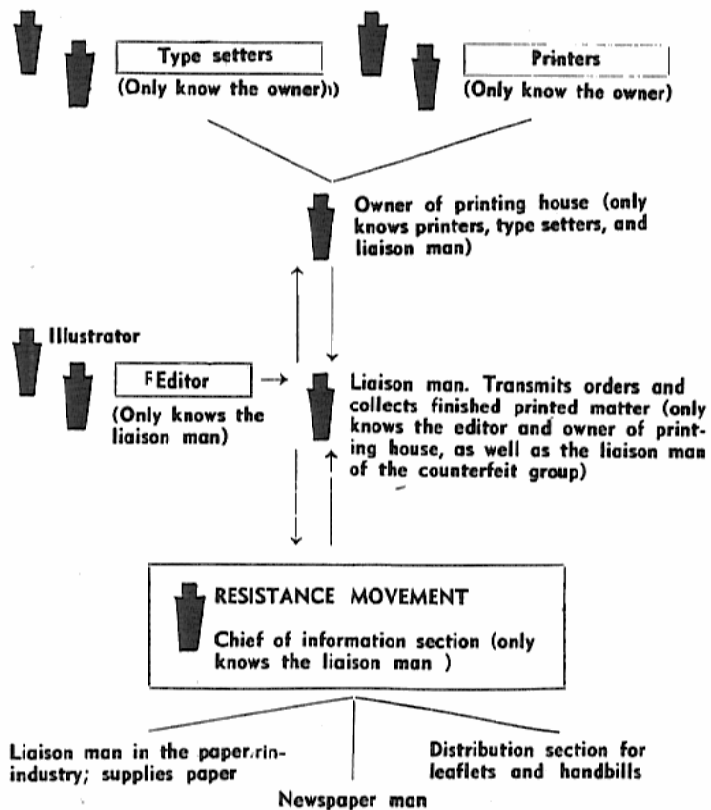 Type setters
(Only know the owner)
Printers
(Only know the owner)
Owner of printing house (only
knows printers, type setters, and
liaison man)
Illustrator
Editor
(Only knows the
liaison man)
Liaison man. Transmits orders and
collects finished printed matter (only
knows the editor and owner of print-
ing house, as well as the liaison man
of the counterfeit group)
RESISTANCE MOVEMENT
Chief of information section (only
knows the liaison man )
Liaison man in the paper
industry; supplies paper
Newspaper man
Distribution section for
leaflets and handbills